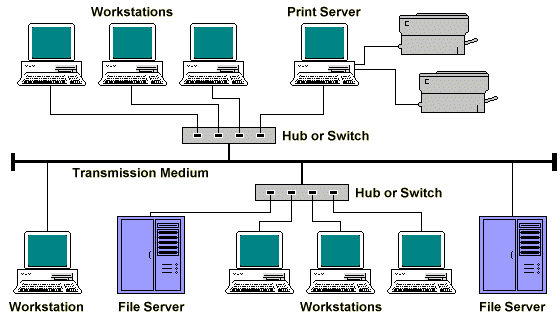 Workstations
Print Server
Hub or Switch
Transmission Medium
Hub or Switch
Workstation
File Server
Workstations
File Server